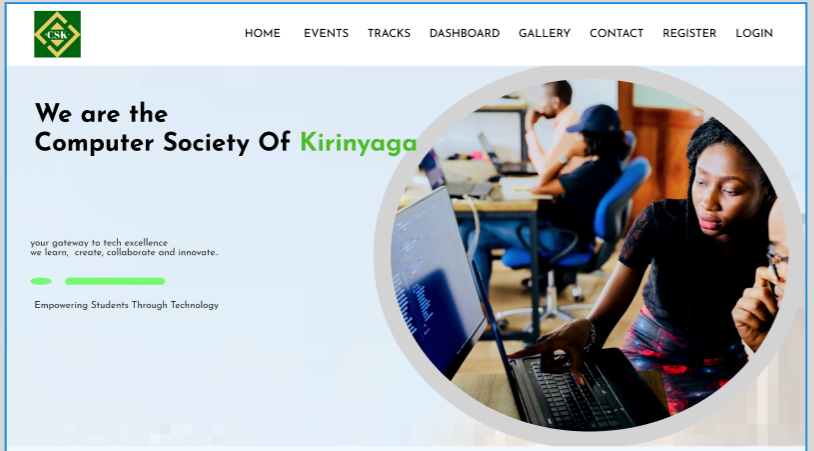 CSK
HOME EVENTS TRACKS DASHBOARD GALLERY CONTACT REGISTER LOGIN
We are the
Computer Society Of Kirinyaga
your gateway to tech excellence
we learn, create, collaborate and innovate..
Empowering Students Through Technology